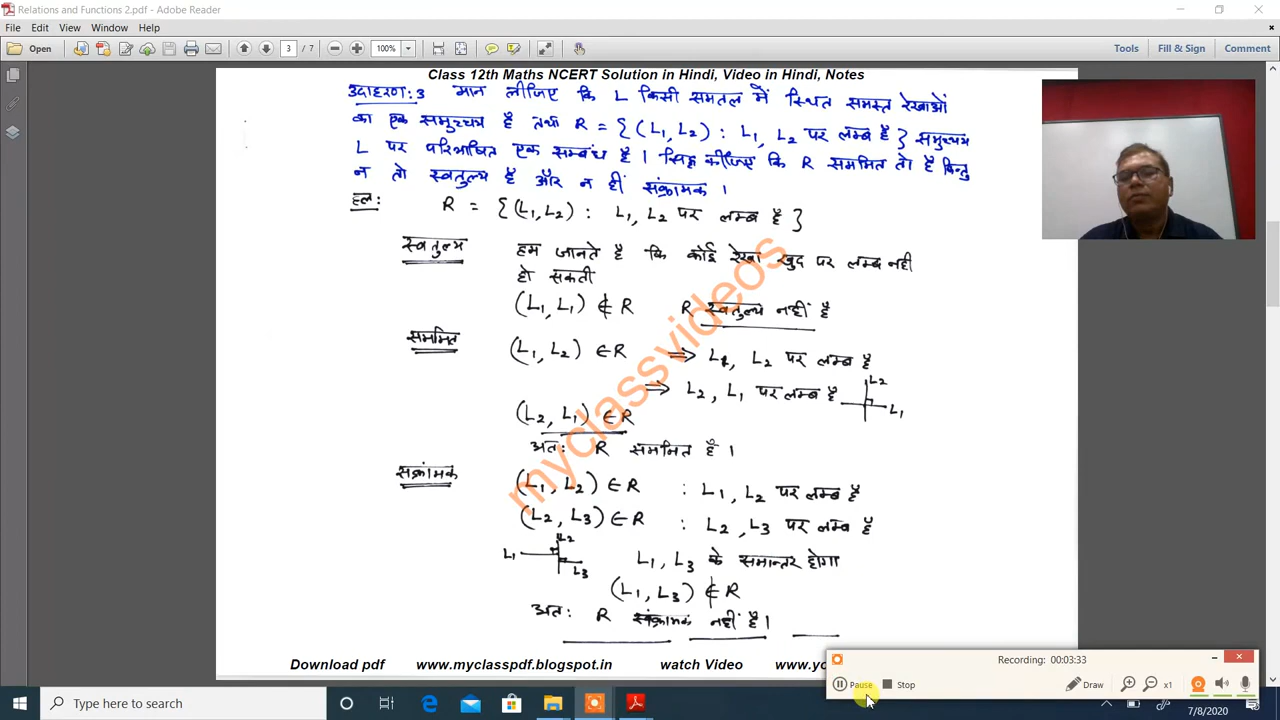 Relations and Functions 2.pdf - Adobe Reader
File Edit View Window Help
Open 3 / 7 100% Tools Fill & Sign Comment
Class 12th Maths NCERT Solution in Hindi, Video in Hindi, Notes
उदाहरण:3 मान लीजिए कि L किसी समतल में स्थित समस्त रेखाओं
का एक समुच्चय है तथा R = { (L1, L2) : L1, L2 पर लम्ब है } समुच्चय
L पर परिभाषित एक सम्बंध है । सिद्ध कीजिए कि R सममित तो है किन्तु
न तो स्वतुल्य है और न हीं संक्रामक ।
हल: R = { (L1, L2) : L1, L2 पर लम्ब है }
स्वतुल्य हम जानते है कि कोई रेखा खुद पर लम्ब नही
हो सकती
(L1, L1) ∉ R R स्वतुल्य नहीं है
सममित (L1, L2) ∈ R ⇒ L1, L2 पर लम्ब है
⇒ L2, L1 पर लम्ब है
L2
L1
(L2, L1) ∈ R
अत: R सममित है ।
सक्रांमक (L1, L2) ∈ R : L1, L2 पर लम्ब है
(L2, L3) ∈ R : L2, L3 पर लम्ब है
L2
L1
L3
L1, L3 के समान्तर होगा
(L1, L3) ∉ R
अत: R संक्रामक नहीं है ।
myclassvideos
Download pdf www.myclasspdf.blogspot.in watch Video www.yo
Recording: 00:03:33
Pause Stop Draw x1
Type here to search
7/8/2020